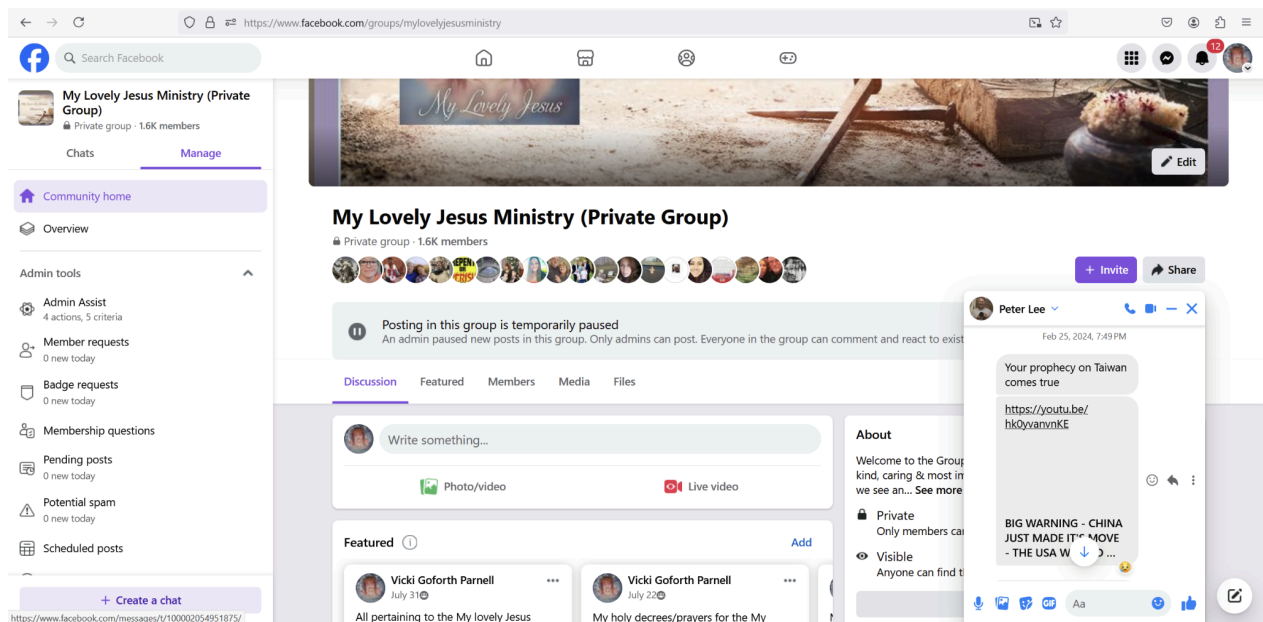 https://www.facebook.com/groups/mylovelyjesusministry
Search Facebook
12
My Lovely Jesus Ministry (Private
Group)
Private group · 1.6K members
Chats
Manage
Community home
Overview
Admin tools
Admin Assist
4 actions, 5 criteria
Member requests
0 new today
Badge requests
0 new today
Membership questions
Pending posts
0 new today
Potential spam
0 new today
Scheduled posts
+ Create a chat
https://www.facebook.com/messages/t/100002054951875/
My Lovely Jesus
Edit
My Lovely Jesus Ministry (Private Group)
Private group · 1.6K members
+ Invite
Share
Posting in this group is temporarily paused
An admin paused new posts in this group. Only admins can post. Everyone in the group can comment and react to exist
Discussion
Featured
Members
Media
Files
Write something...
Photo/video
Live video
Featured
Add
Vicki Goforth Parnell
July 31
All pertaining to the My lovely Jesus
Vicki Goforth Parnell
July 22
My holy decrees/prayers for the My
About
Welcome to the Group
kind, caring & most im
we see an... See more
Private
Only members can
Visible
Anyone can find th
Peter Lee
Feb 25, 2024, 7:49 PM
Your prophecy on Taiwan
comes true
https://youtu.be/
hk0yvanvnKE
BIG WARNING - CHINA
JUST MADE IT'S MOVE
- THE USA
GIF
Aa